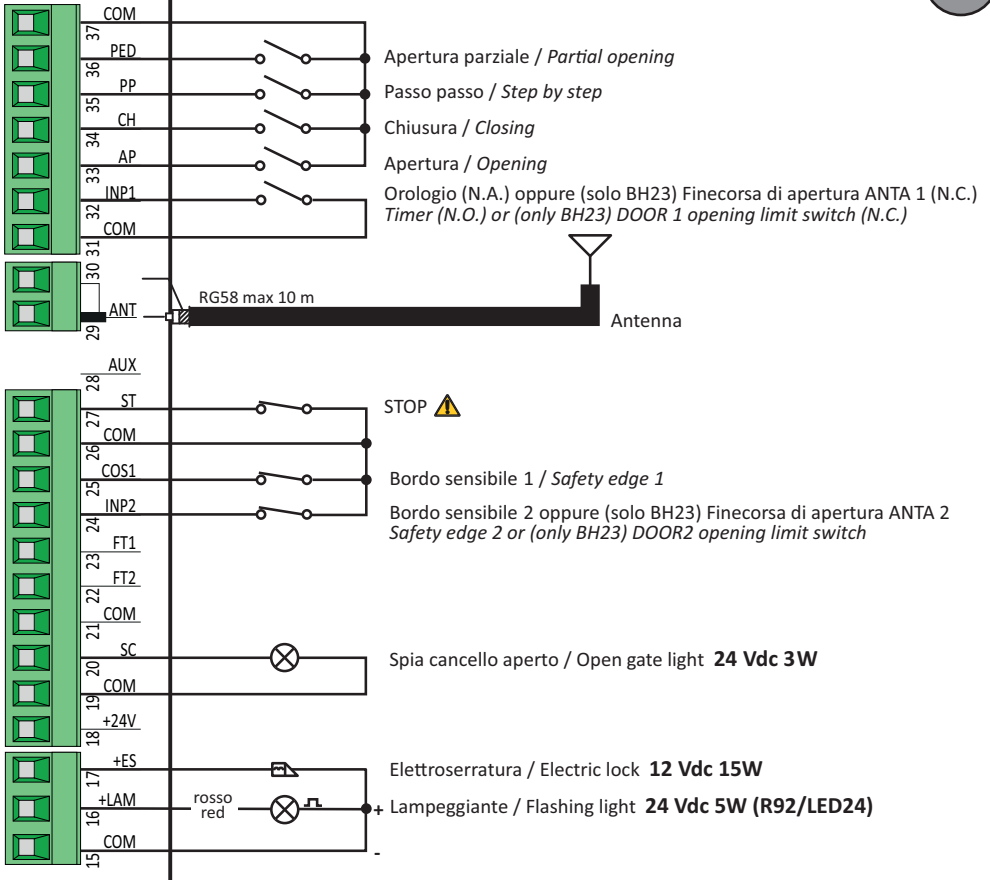 COM
37
PED
36
Apertura parziale / Partial opening
PP
35
Passo passo / Step by step
CH
34
Chiusura / Closing
AP
33
Apertura / Opening
INP1
32
Orologio (N.A.) oppure (solo BH23) Finecorsa di apertura ANTA 1 (N.C.)
Timer (N.O.) or (only BH23) DOOR 1 opening limit switch (N.C.)
COM
31
30
RG58 max 10 m
ANT
29
Antenna
AUX
28
ST
27
STOP
COM
26
COS1
25
Bordo sensibile 1 / Safety edge 1
INP2
24
Bordo sensibile 2 oppure (solo BH23) Finecorsa di apertura ANTA 2
Safety edge 2 or (only BH23) DOOR2 opening limit switch
FT1
23
FT2
22
COM
21
SC
20
Spia cancello aperto / Open gate light 24 Vdc 3W
COM
19
+24V
18
+ES
17
Elettroserratura / Electric lock 12 Vdc 15W
+LAM
16
rosso
red
+ Lampeggiante / Flashing light 24 Vdc 5W (R92/LED24)
COM
15
-